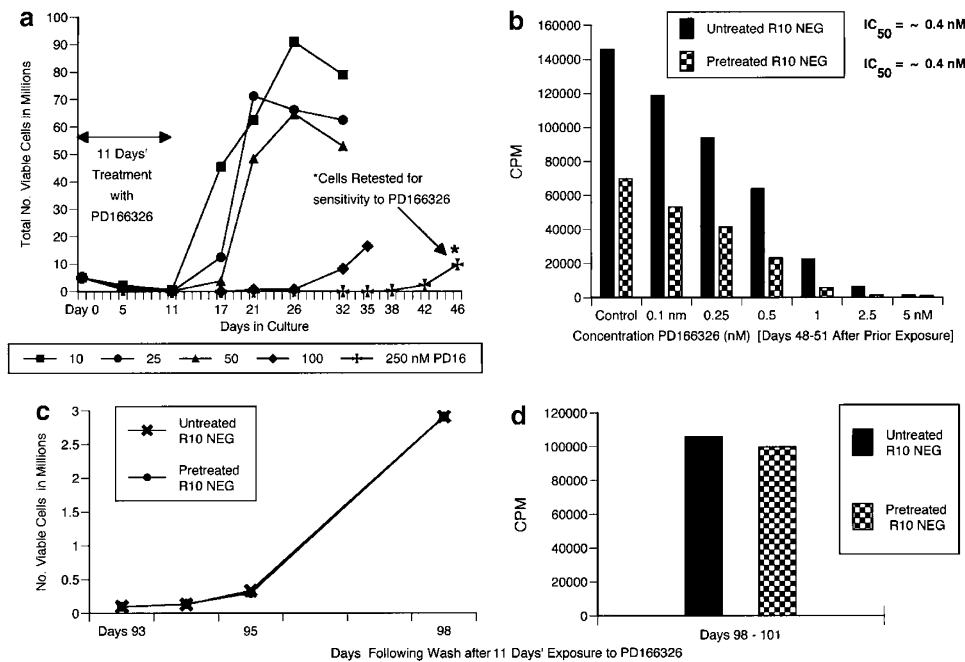 a
Total No. Viable Cells in Millions
100
90
80
70
60
50
40
30
20
10
0
11 Days'
Treatment
with
PD166326
*Cells Retested for
sensitivity to PD166326
*
Day 0 5 11 17 21 26 32 35 38 42 46
Days in Culture
10 25 50 100 250 nM PD16
b
Untreated R10 NEG
Pretreated R10 NEG
IC50 = ~ 0.4 nM
IC50 = ~ 0.4 nM
CPM
160000
140000
120000
100000
80000
60000
40000
20000
0
Control 0.1 nm 0.25 0.5 1 2.5 5 nM
Concentration PD166326 (nM) [Days 48-51 After Prior Exposure]
c
No. Viable Cells in Millions
3
2.5
2
1.5
1
0.5
0
Untreated
R10 NEG
Pretreated
R10 NEG
Days 93 95 98
d
CPM
120000
100000
80000
60000
40000
20000
0
Untreated
R10 NEG
Pretreated
R10 NEG
Days 98 - 101
Days Following Wash after 11 Days' Exposure to PD166326